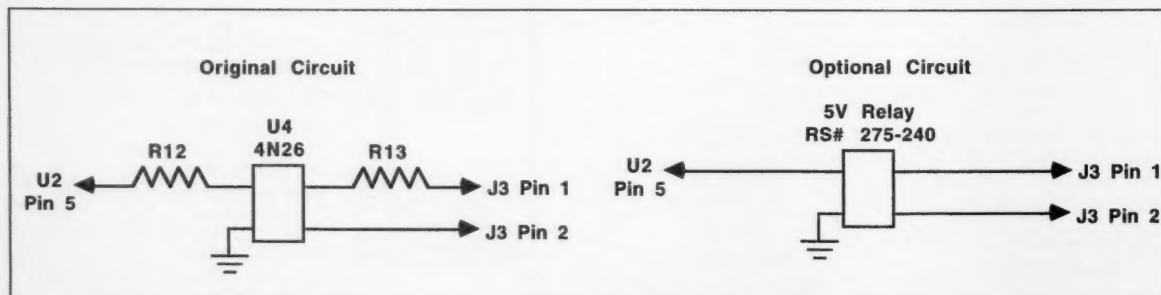 Original Circuit
U4
4N26
R12
R13
U2
Pin 5
J3 Pin 1
J3 Pin 2
Optional Circuit
5V Relay
RS# 275-240
U2
Pin 5
J3 Pin 1
J3 Pin 2